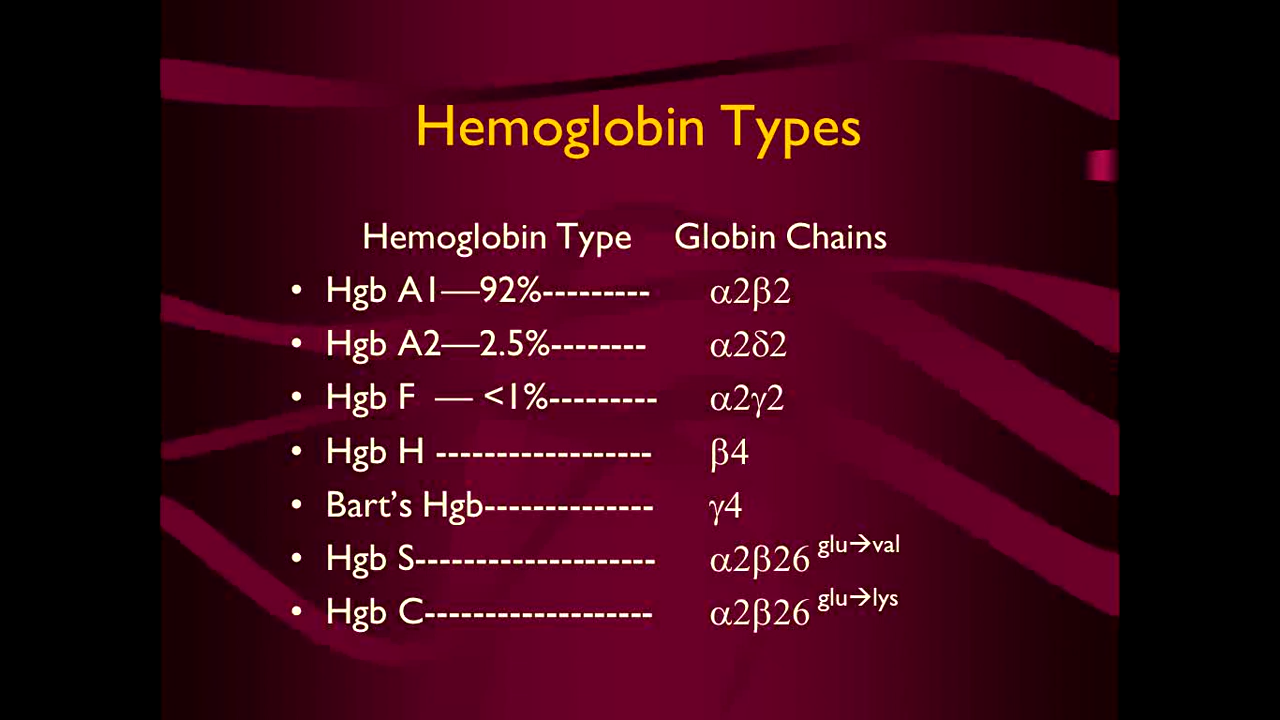 Hemoglobin Types
Hemoglobin Type Globin Chains
• Hgb A1—92%--------- α2β2
• Hgb A2—2.5%-------- α2δ2
• Hgb F — <1%--------- α2γ2
• Hgb H ------------------ β4
• Bart’s Hgb-------------- γ4
• Hgb S-------------------- α2β26 glu→val
• Hgb C------------------- α2β26 glu→lys